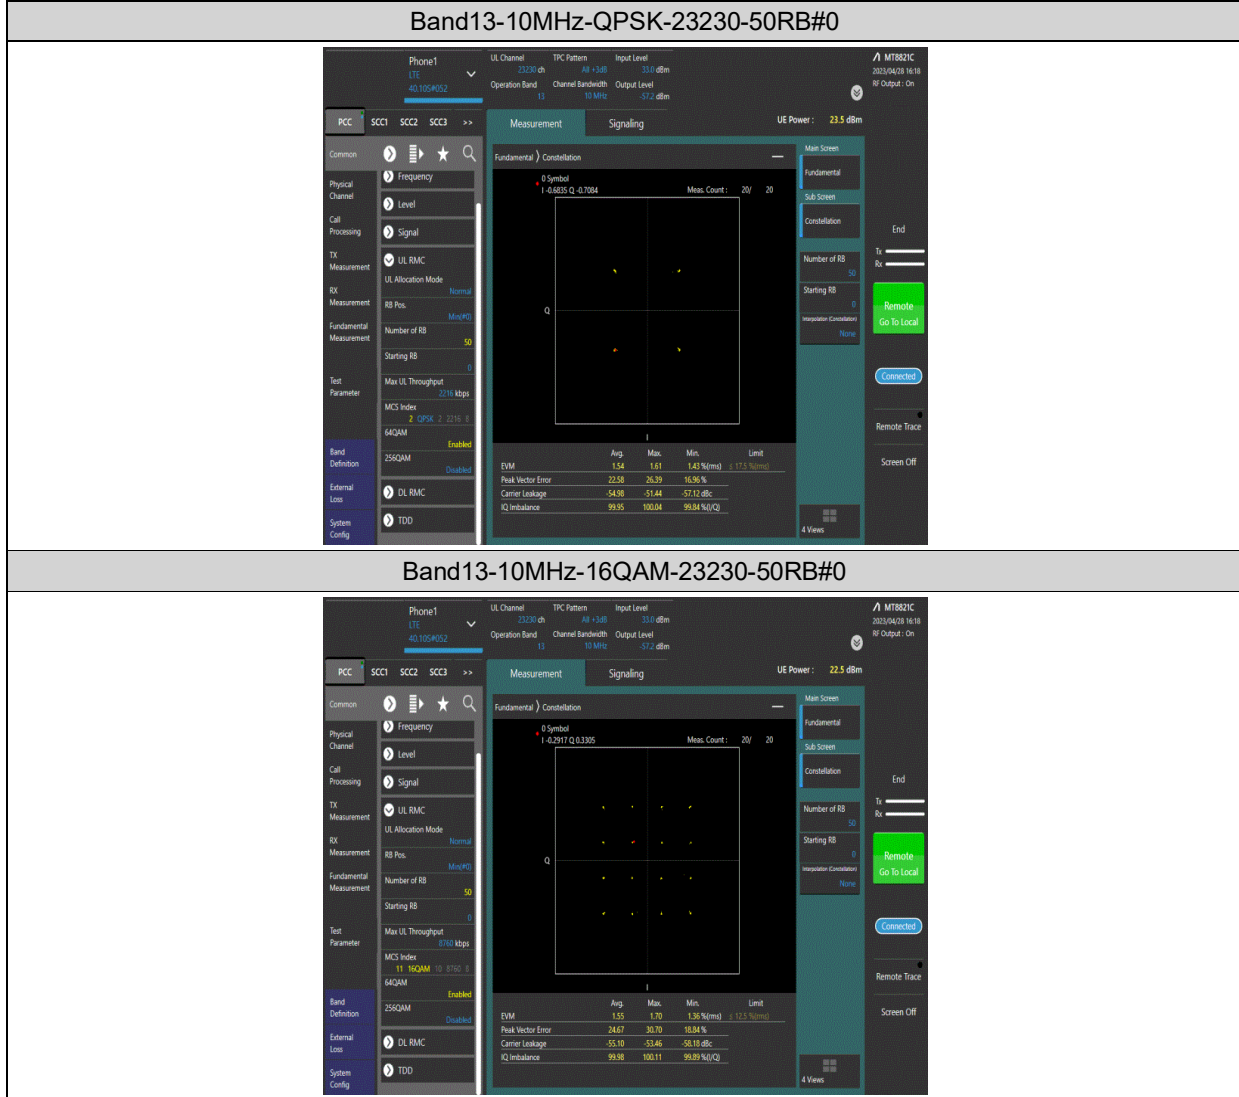 Band13-10MHz-QPSK-23230-50RB#0
Phone1
LTE
40.10S#052
UL Channel TPC Pattern Input Level
23230 ch All +3dB 33.0 dBm
Operation Band Channel Bandwidth Output Level
13 10 MHz -57.2 dBm
MT8821C
2023/04/28 16:18
RF Output : On
PCC SCC1 SCC2 SCC3 >>
Measurement Signaling
UE Power : 23.5 dBm
Common
Physical
Channel
Call
Processing
TX
Measurement
RX
Measurement
Fundamental
Measurement
Test
Parameter
Band
Definition
External
Loss
System
Config
Frequency
Level
Signal
UL RMC
UL Allocation Mode
Normal
RB Pos.
Min(#0)
Number of RB
50
Starting RB
0
Max UL Throughput
2216 kbps
MCS Index
2 QPSK 2 2216 8
64QAM
Enabled
256QAM
Disabled
DL RMC
TDD
Fundamental Constellation
0 Symbol
I -0.6835 Q -0.7084 Meas. Count : 20/ 20
Q
I
Avg. Max. Min. Limit
EVM 1.54 1.61 1.43 %(rms) ≤ 17.5 %(rms)
Peak Vector Error 22.58 26.39 16.96 %
Carrier Leakage -54.98 -51.44 -57.12 dBc
IQ Imbalance 99.95 100.04 99.84 %(I/Q)
Main Screen
Fundamental
Sub Screen
Constellation
Number of RB
50
Starting RB
0
Interpolation (Constellation)
None
4 Views
End
Tx
Rx
Remote
Go To Local
Connected
Remote Trace
Screen Off
Band13-10MHz-16QAM-23230-50RB#0
Phone1
LTE
40.10S#052
UL Channel TPC Pattern Input Level
23230 ch All +3dB 33.0 dBm
Operation Band Channel Bandwidth Output Level
13 10 MHz -57.2 dBm
MT8821C
2023/04/28 16:18
RF Output : On
PCC SCC1 SCC2 SCC3 >>
Measurement Signaling
UE Power : 22.5 dBm
Common
Physical
Channel
Call
Processing
TX
Measurement
RX
Measurement
Fundamental
Measurement
Test
Parameter
Band
Definition
External
Loss
System
Config
Frequency
Level
Signal
UL RMC
UL Allocation Mode
Normal
RB Pos.
Min(#0)
Number of RB
50
Starting RB
0
Max UL Throughput
8760 kbps
MCS Index
11 16QAM 10 8760 8
64QAM
Enabled
256QAM
Disabled
DL RMC
TDD
Fundamental Constellation
0 Symbol
I -0.2917 Q 0.3305 Meas. Count : 20/ 20
Q
I
Avg. Max. Min. Limit
EVM 1.55 1.70 1.36 %(rms) ≤ 12.5 %(rms)
Peak Vector Error 24.67 30.70 18.84 %
Carrier Leakage -55.10 -53.46 -58.18 dBc
IQ Imbalance 99.98 100.11 99.89 %(I/Q)
Main Screen
Fundamental
Sub Screen
Constellation
Number of RB
50
Starting RB
0
Interpolation (Constellation)
None
4 Views
End
Tx
Rx
Remote
Go To Local
Connected
Remote Trace
Screen Off